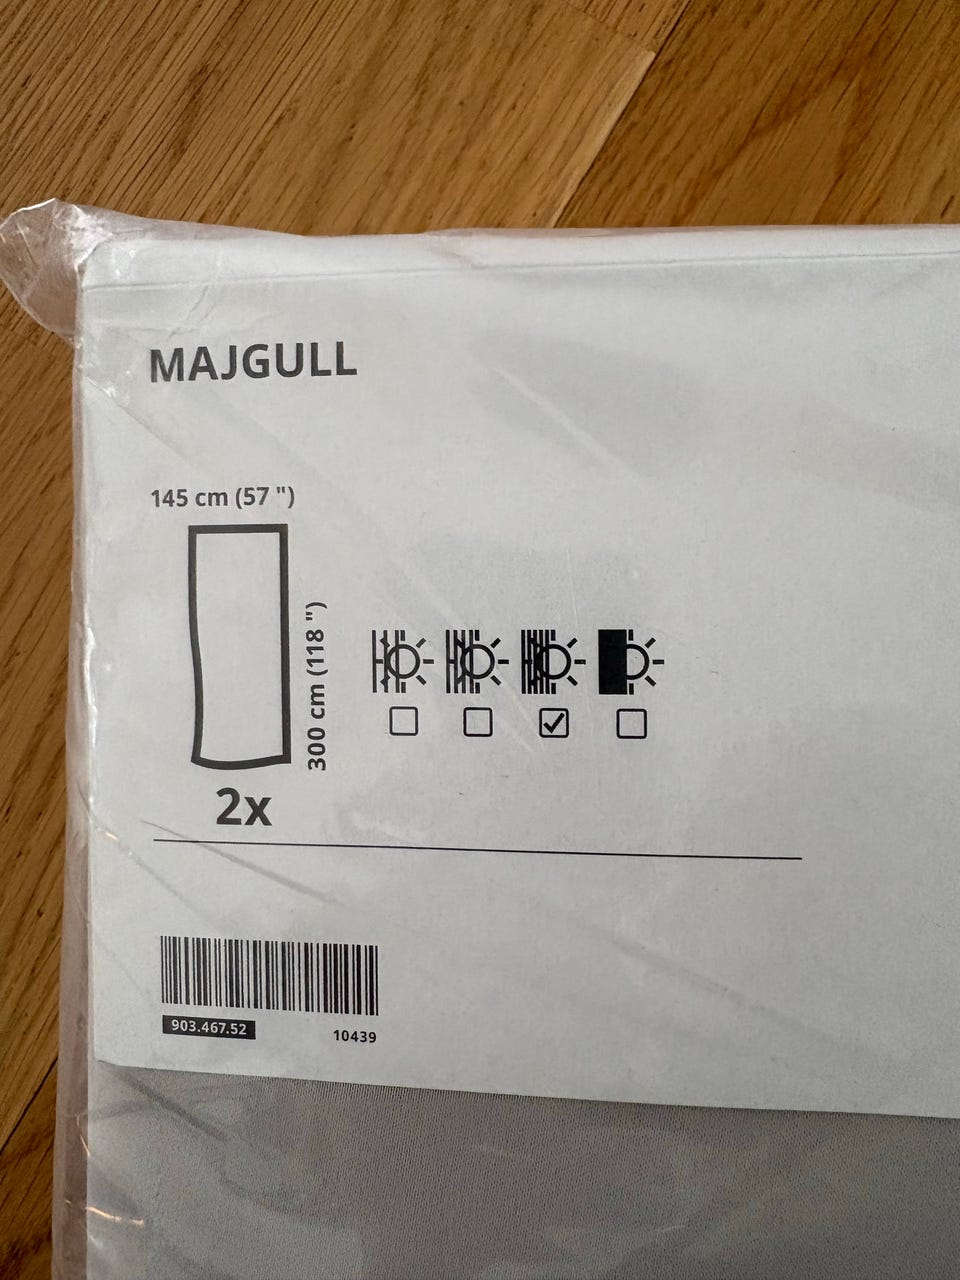 MAJGULL
145 cm (57 ")
300 cm (118 ")
2x
903.467.52
10439